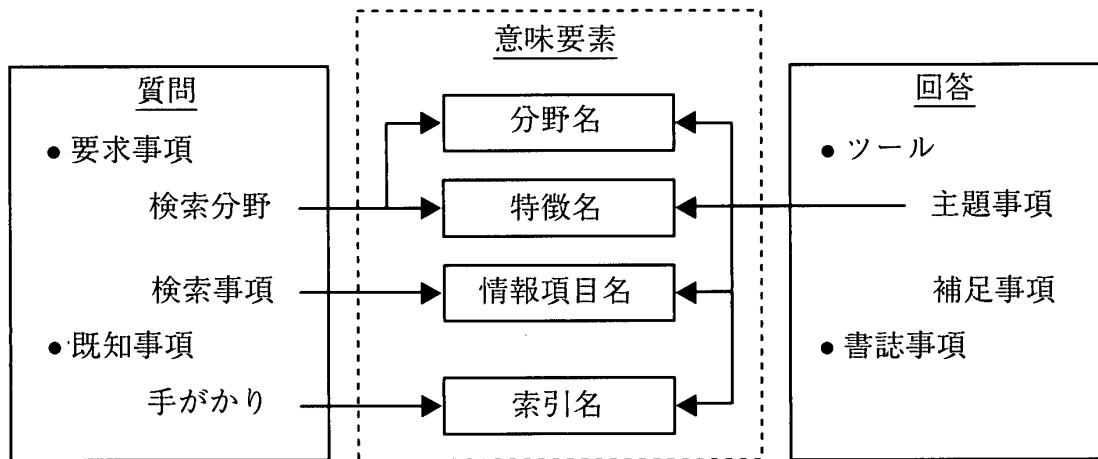 意味要素
質問
● 要求事項
検索分野
検索事項
● 既知事項
手がかり
分野名
特徴名
情報項目名
索引名
回答
● ツール
主題事項
補足事項
● 書誌事項